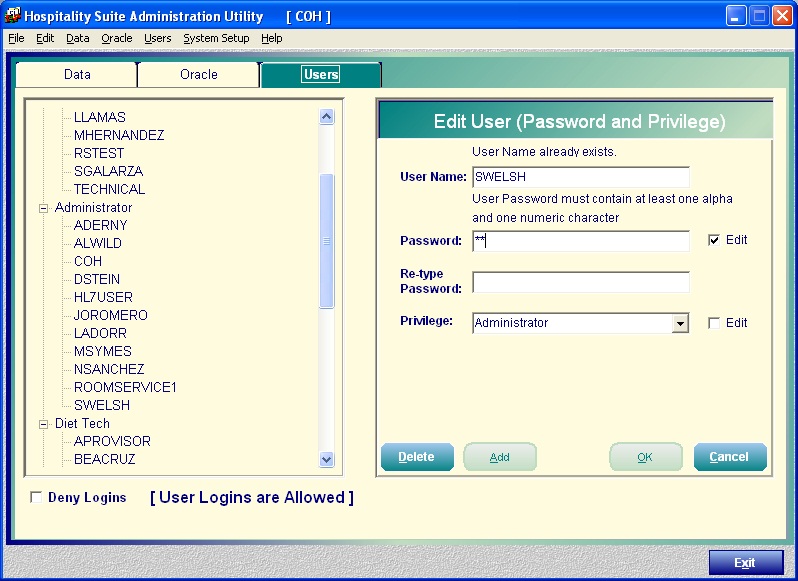 Hospitality Suite Administration Utility [ COH ]
File Edit Data Oracle Users System Setup Help
Data Oracle Users
LLAMAS
MHERNANDEZ
RSTEST
SGALARZA
TECHNICAL
Administrator
ADERNY
ALWILD
COH
DSTEIN
HL7USER
JOROMERO
LADORR
MSYMES
NSANCHEZ
ROOMSERVICE1
SWELSH
Diet Tech
APROVISOR
BEACRUZ
Edit User (Password and Privilege)
User Name already exists.
User Name: SWELSH
User Password must contain at least one alpha
and one numeric character
Password: ** Edit
Re-type
Password:
Privilege: Administrator Edit
Delete Add OK Cancel
Deny Logins [ User Logins are Allowed ]
Exit